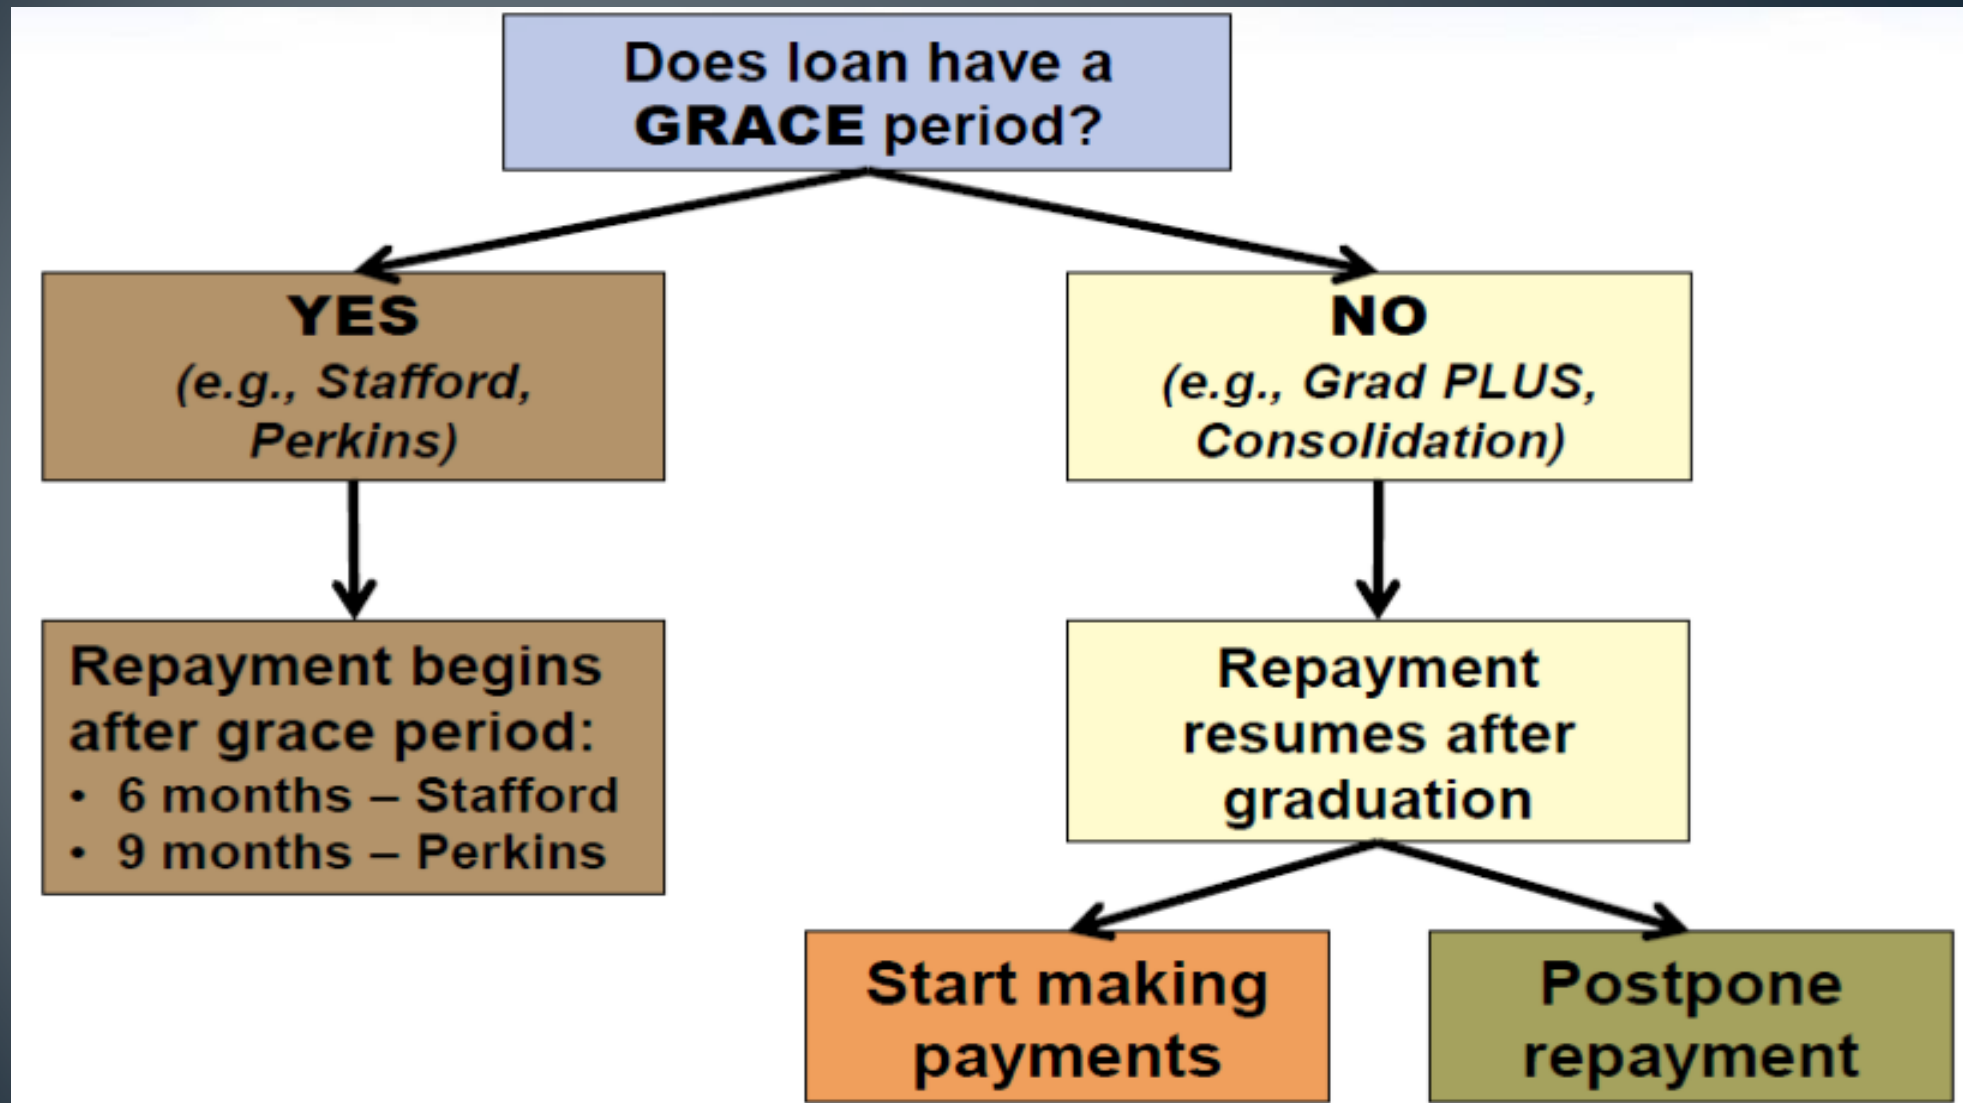 Does loan have a
GRACE period?
YES
(e.g., Stafford,
Perkins)
NO
(e.g., Grad PLUS,
Consolidation)
Repayment begins
after grace period:
• 6 months – Stafford
• 9 months – Perkins
Repayment
resumes after
graduation
Start making
payments
Postpone
repayment